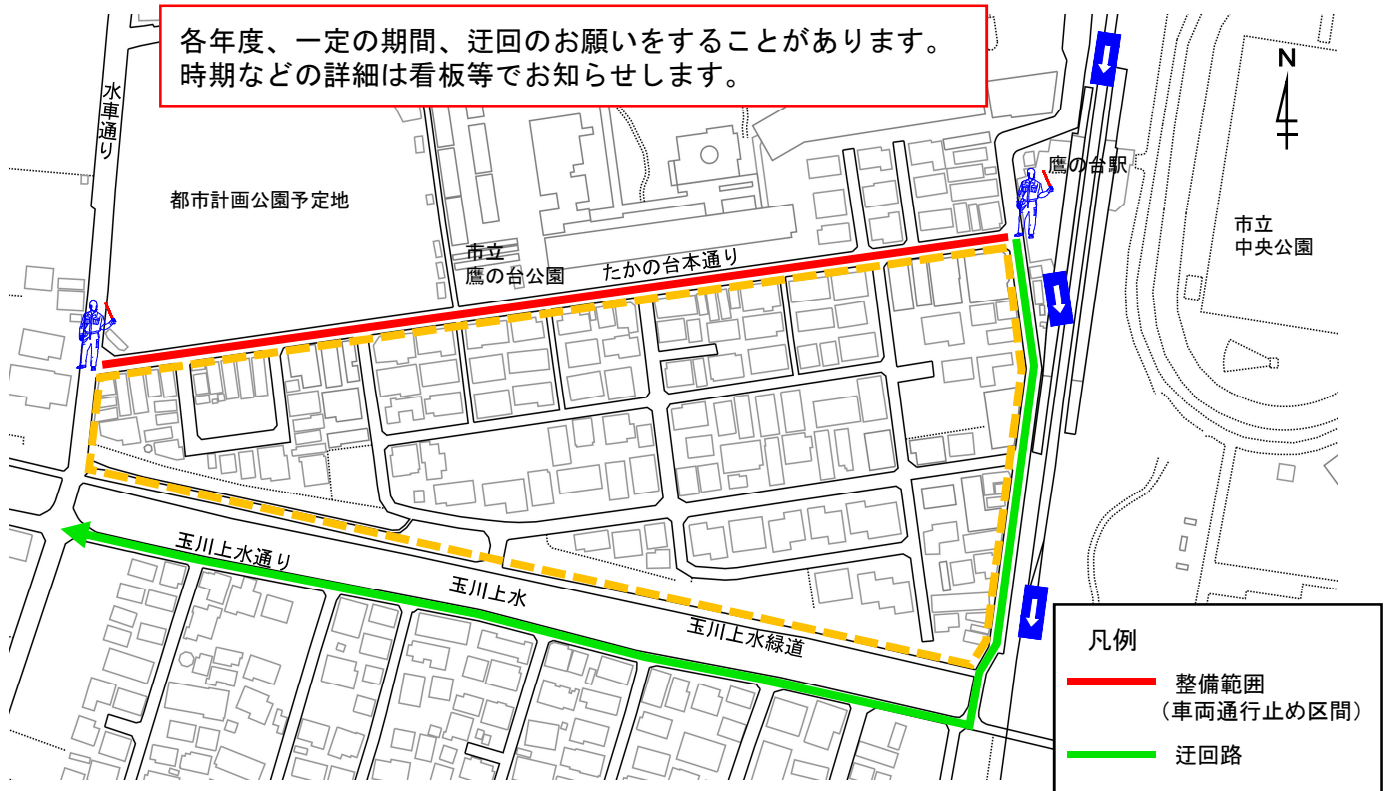 各年度、一定の期間、迂回のお願いをすることがあります。
時期などの詳細は看板等でお知らせします。
N
水車通り
鷹の台駅
都市計画公園予定地
市立
中央公園
市立
鷹の台公園
たかの台本通り
玉川上水通り
玉川上水
玉川上水緑道
凡例
整備範囲
（車両通行止め区間）
迂回路